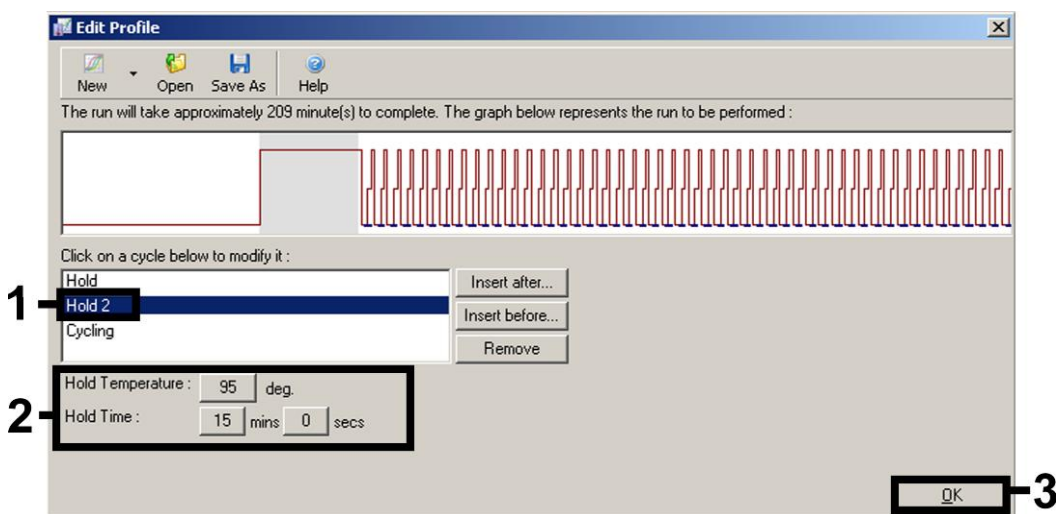 Edit Profile
New Open Save As Help
The run will take approximately 209 minute(s) to complete. The graph below represents the run to be performed :
Click on a cycle below to modify it :
Hold Insert after...
1 Hold 2 Insert before...
Cycling Remove
Hold Temperature : 95 deg.
2 Hold Time : 15 mins 0 secs
OK 3